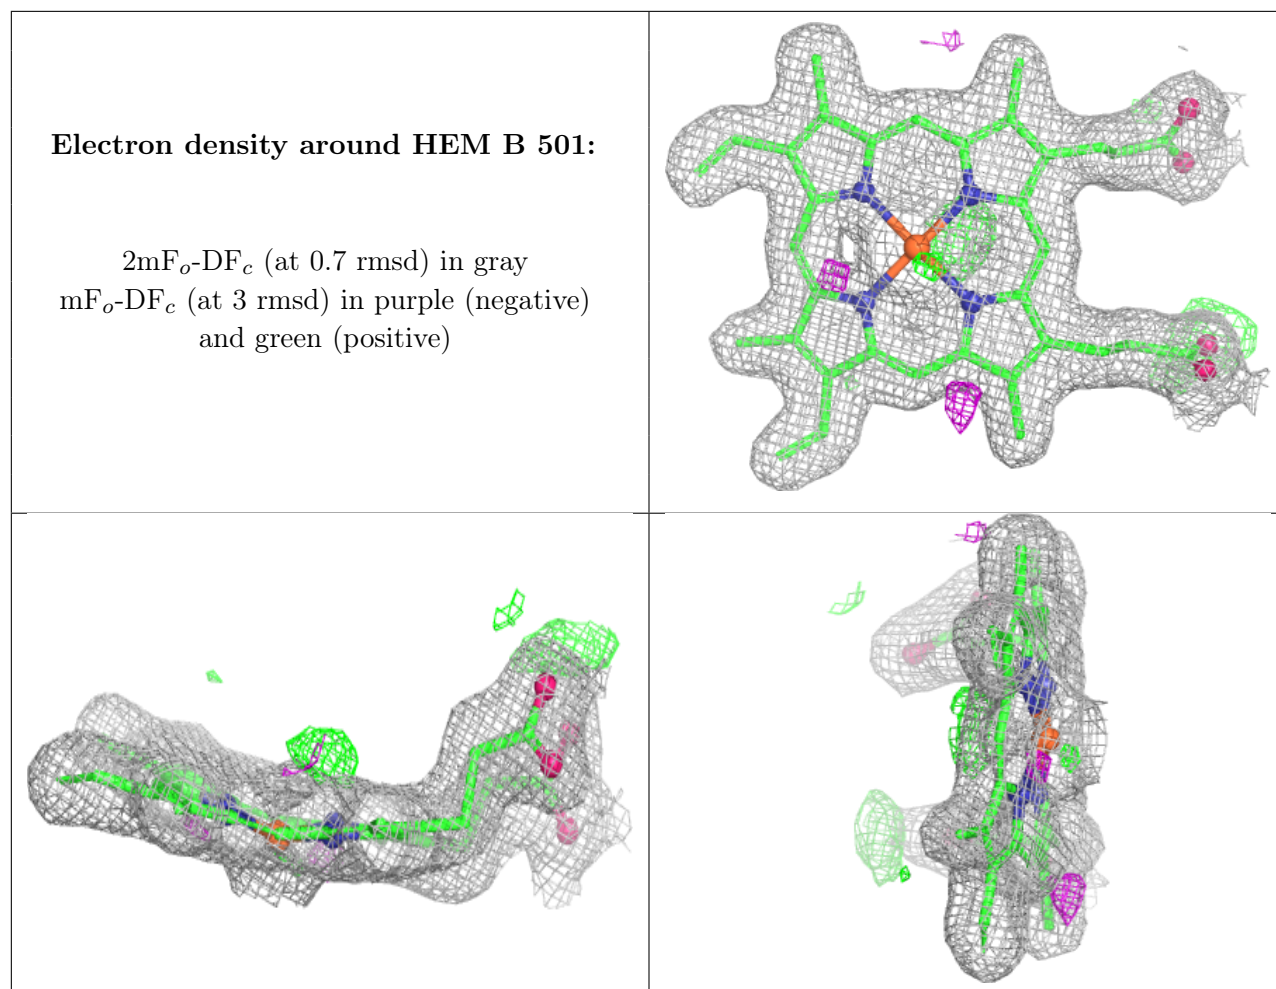 Electron density around HEM B 501:
2mFₒ-DF𝒸 (at 0.7 rmsd) in gray
mFₒ-DF𝒸 (at 3 rmsd) in purple (negative)
and green (positive)